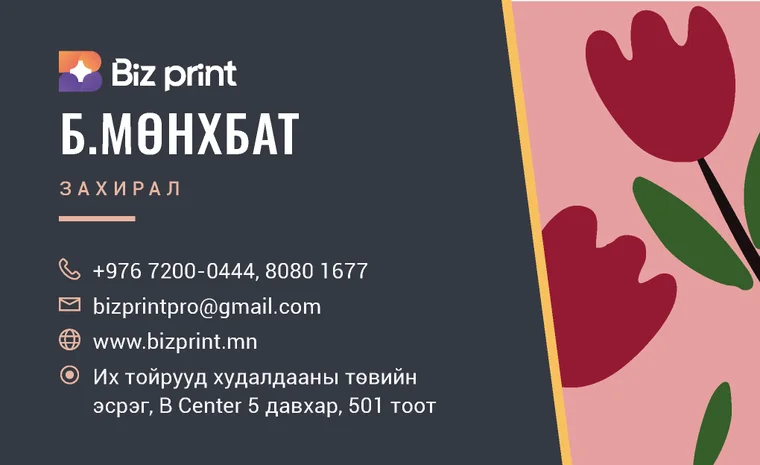 Biz print
Б.МӨНХБАТ
ЗАХИРАЛ
+976 7200-0444, 8080 1677
bizprintpro@gmail.com
www.bizprint.mn
Их тойрууд худалдааны төвийн
эсрэг, B Center 5 давхар, 501 тоот